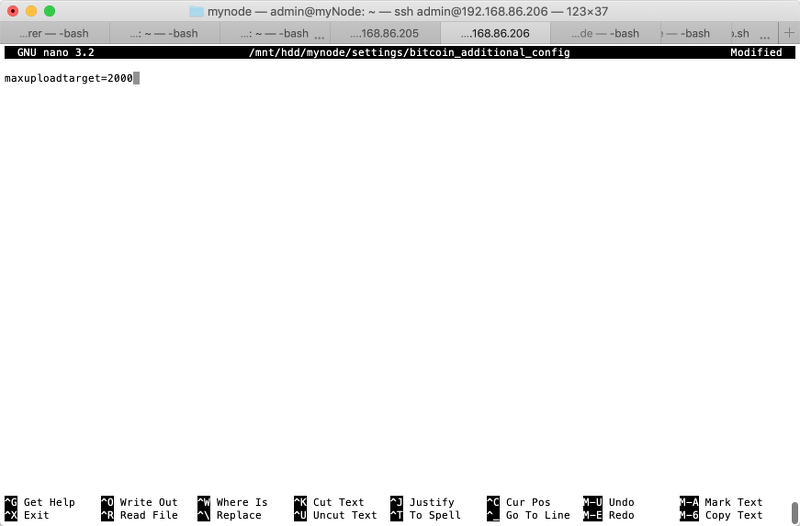 mynode — admin@myNode: ~ — ssh admin@192.168.86.206 — 123×37
...rer — -bash ...: ~ — -bash ...: ~ — -bash ... ....168.86.205 ....168.86.206 ...de — -bash — -bash .sh ... +
GNU nano 3.2 /mnt/hdd/mynode/settings/bitcoin_additional_config Modified
maxuploadtarget=2000
^G Get Help ^O Write Out ^W Where Is ^K Cut Text ^J Justify ^C Cur Pos M-U Undo M-A Mark Text
^X Exit ^R Read File ^\ Replace ^U Uncut Text ^T To Spell ^_ Go To Line M-E Redo M-6 Copy Text